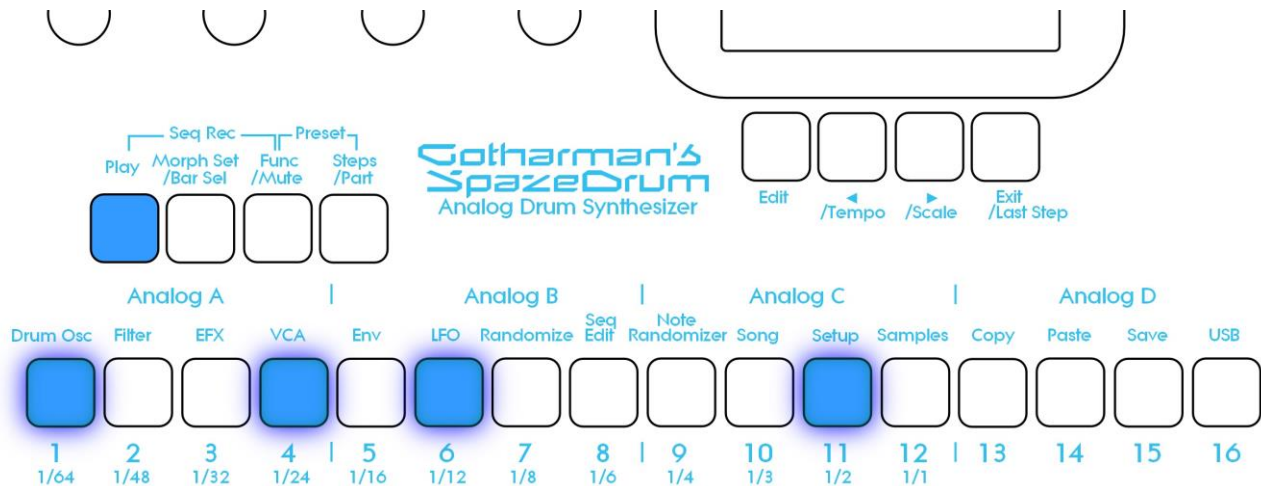 Seq Rec Preset
Play Morph Set /Bar Sel Func /Mute Steps /Part
Gotharman's
SpazeDrum
Analog Drum Synthesizer
Edit ◄ /Tempo ► /Scale Exit /Last Step
Analog A | Analog B | Analog C | Analog D
Drum Osc Filter EFX VCA Env LFO Randomize Seq Edit Note Randomizer Song Setup Samples Copy Paste Save USB
1 2 3 4 | 5 6 7 8 | 9 10 11 12 | 13 14 15 16
1/64 1/48 1/32 1/24 1/16 1/12 1/8 1/6 1/4 1/3 1/2 1/1